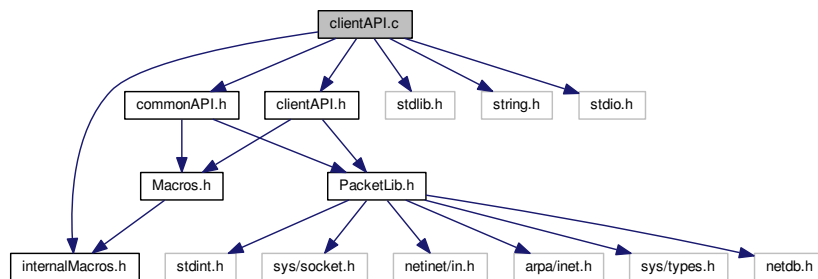 clientAPI.c
commonAPI.h
clientAPI.h
stdlib.h
string.h
stdio.h
Macros.h
PacketLib.h
internalMacros.h
stdint.h
sys/socket.h
netinet/in.h
arpa/inet.h
sys/types.h
netdb.h